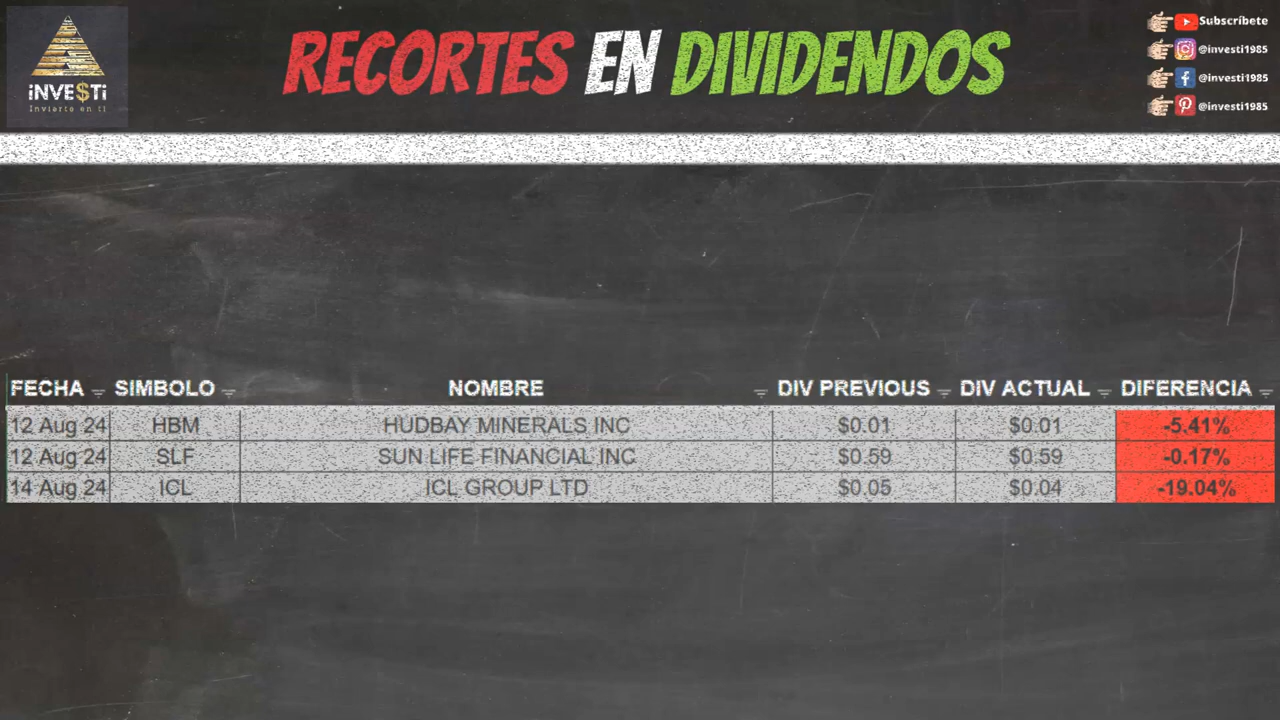 iNVE$Ti
Invierte en ti
RECORTES EN DIVIDENDOS
Subscríbete
@investi1985
@investi1985
@investi1985
FECHA SIMBOLO NOMBRE DIV PREVIOUS DIV ACTUAL DIFERENCIA
12 Aug 24 HBM HUDBAY MINERALS INC $0.01 $0.01 -5.41%
12 Aug 24 SLF SUN LIFE FINANCIAL INC $0.59 $0.59 -0.17%
14 Aug 24 ICL ICL GROUP LTD $0.05 $0.04 -19.04%